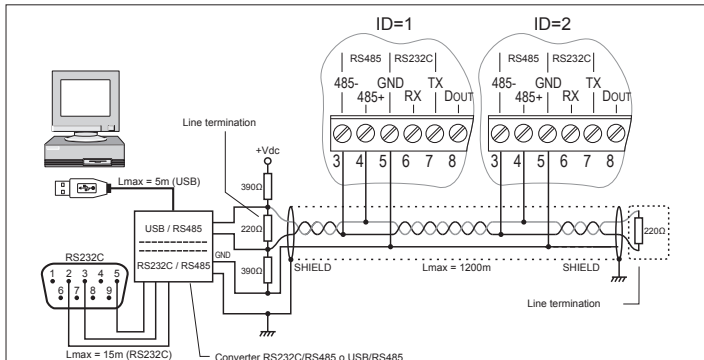 ID=1
ID=2
RS485 RS232C
RS485 RS232C
485- GND TX
485+ RX DOUT
485- GND TX
485+ RX DOUT
3 4 5 6 7 8
3 4 5 6 7 8
Line termination
+Vdc
Lmax = 5m (USB)
390Ω
USB / RS485
220Ω
220Ω
RS232C / RS485
GND
390Ω
SHIELD
Lmax = 1200m
SHIELD
RS232C
1 2 3 4 5
6 7 8 9
Line termination
Lmax = 15m (RS232C)
Converter RS232C/RS485 o USB/RS485